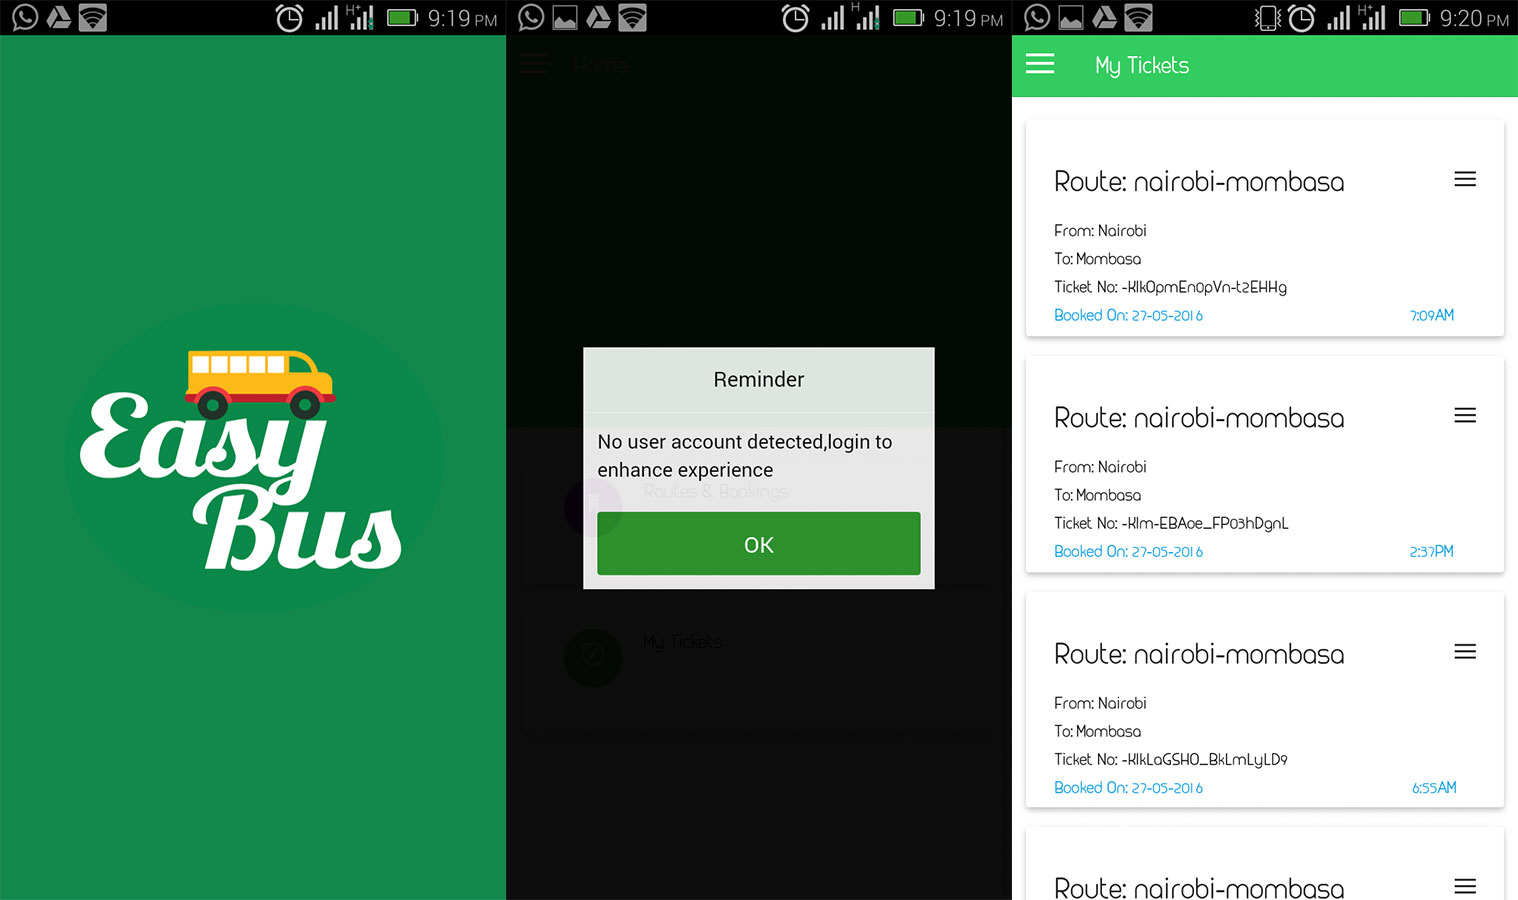 9:19 PM
Easy
Bus
9:19 PM
Home
Reminder
No user account detected,login to
enhance experience
Routes & Bookings
OK
My Tickets
9:20 PM
My Tickets
Route: nairobi-mombasa
From: Nairobi
To: Mombasa
Ticket No: -KIkOpmEn0pVn-t2EHHg
Booked On: 27-05-2016 7:09AM
Route: nairobi-mombasa
From: Nairobi
To: Mombasa
Ticket No: -KIm-EBAoe_FP03hDgnL
Booked On: 27-05-2016 2:37PM
Route: nairobi-mombasa
From: Nairobi
To: Mombasa
Ticket No: -KIkLaGSHO_BkLmLyLD9
Booked On: 27-05-2016 6:55AM
Route: nairobi-mombasa